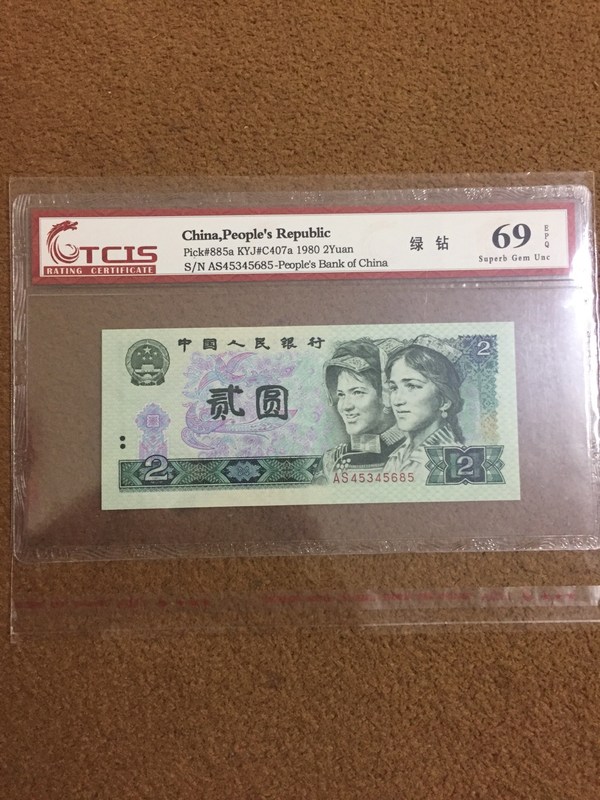 TCIS
RATING CERTIFICATE
China,People's Republic
Pick#885a KYJ#C407a 1980 2Yuan
S/N AS45345685-People's Bank of China
绿 钻
69
EPQ
Superb Gem Unc
中国人民银行
2
贰圆
2
2
AS45345685